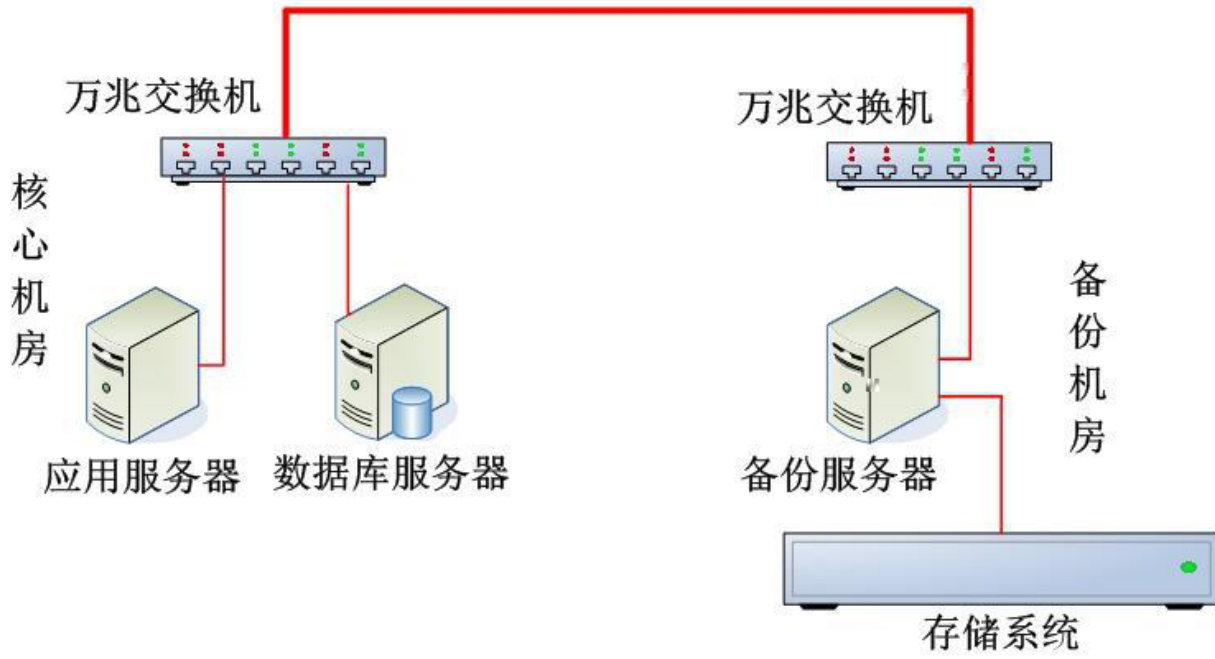 万兆交换机
万兆交换机
核心机房
备份机房
应用服务器
数据库服务器
备份服务器
存储系统